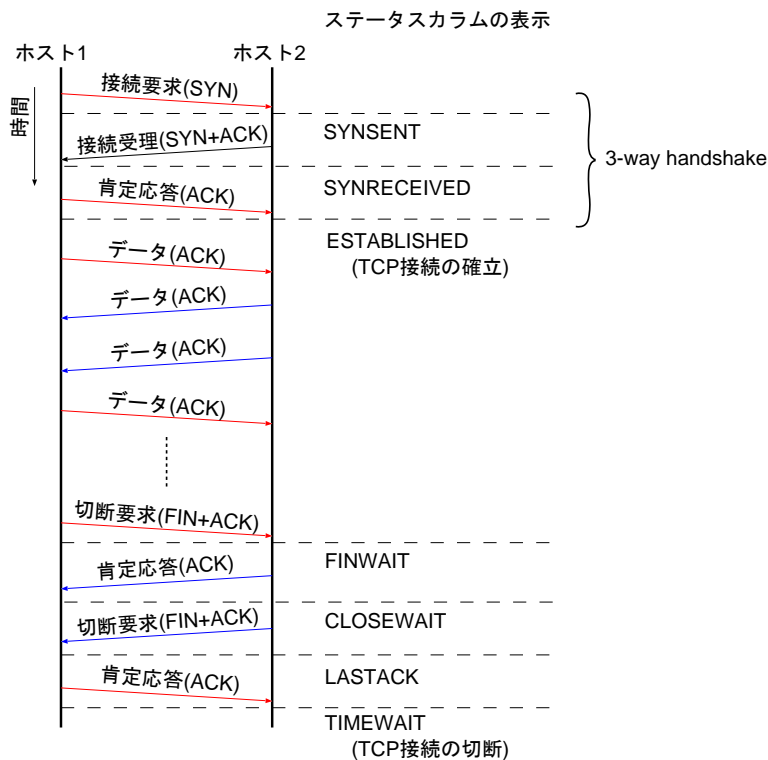 ステータスカラムの表示
ホスト1
ホスト2
時間
接続要求(SYN)
接続受理(SYN+ACK)
SYNSENT
3-way handshake
肯定応答(ACK)
SYNRECEIVED
データ(ACK)
ESTABLISHED
(TCP接続の確立)
データ(ACK)
データ(ACK)
データ(ACK)
切断要求(FIN+ACK)
肯定応答(ACK)
FINWAIT
切断要求(FIN+ACK)
CLOSEWAIT
肯定応答(ACK)
LASTACK
TIMEWAIT
(TCP接続の切断)